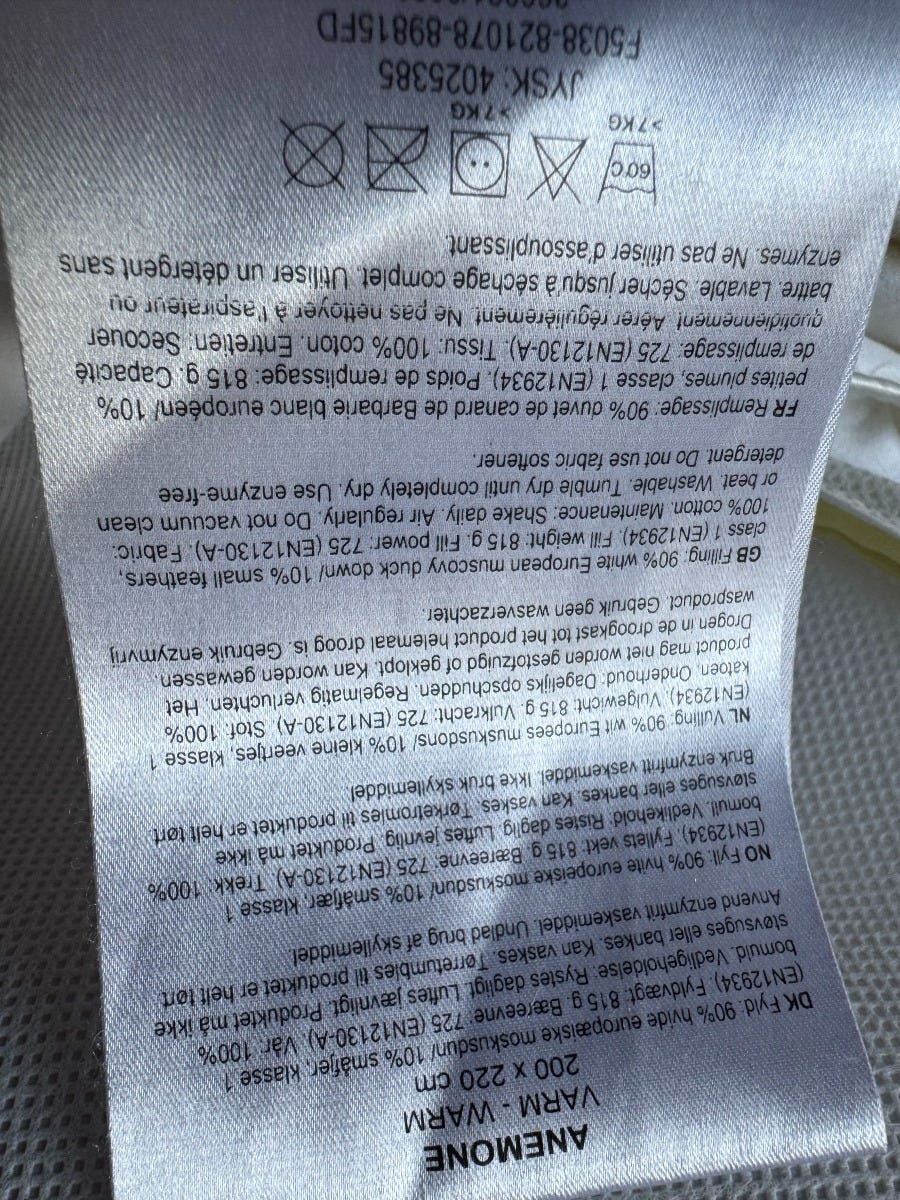 ANEMONE
VARM - WARM
200 x 220 cm
DK Fyld: 90% hvide europæiske moskusdun/ 10% småfjer, klasse 1
(EN12934). Fyldvægt: 815 g. Bæreevne: 725 (EN12130-A). Vår: 100%
bomuld. Vedligeholdelse: Rystes dagligt. Luftes jævnligt. Produktet må ikke
støvsuges eller bankes. Kan vaskes. Tørretumbles til produktet er helt tørt.
Anvend enzymfrit vaskemiddel. Undlad brug af skyllemiddel.
NO Fyll: 90% hvite europeiske moskusdun/ 10% småfjær, klasse 1
(EN12934). Fyllets vekt: 815 g. Bæreevne: 725 (EN12130-A). Trekk: 100%
bomull. Vedlikehold: Ristes daglig. Luftes jevnlig. Produktet må ikke
støvsuges eller bankes. Kan vaskes. Tørketromles til produktet er helt tørt.
Bruk enzymfritt vaskemiddel. Ikke bruk skyllemiddel.
NL Vulling: 90% wit Europees muskusdons/ 10% kleine veertjes, klasse 1
(EN12934). Vulgewicht: 815 g. Vulkracht: 725 (EN12130-A). Stof: 100%
katoen. Onderhoud: Dagelijks opschudden. Regelmatig verluchten. Het
product mag niet worden gestofzuigd of geklopt. Kan worden gewassen.
Drogen in de droogkast tot het product helemaal droog is. Gebruik enzymvrij
wasproduct. Gebruik geen wasverzachter.
GB Filling: 90% white European muscovy duck down/ 10% small feathers,
class 1 (EN12934). Fill weight: 815 g. Fill power: 725 (EN12130-A). Fabric:
100% cotton. Maintenance: Shake daily. Air regularly. Do not vacuum clean
or beat. Washable. Tumble dry until completely dry. Use enzyme-free
detergent. Do not use fabric softener.
FR Remplissage: 90% duvet de canard de Barbarie blanc européen/ 10%
petites plumes, classe 1 (EN12934). Poids de remplissage: 815 g. Capacité
de remplissage: 725 (EN12130-A). Tissu: 100% coton. Entretien: Secouer
quotidiennement. Aérer régulièrement. Ne pas nettoyer à l'aspirateur ou
battre. Lavable. Sécher jusqu'à séchage complet. Utiliser un détergent sans
enzymes. Ne pas utiliser d'assouplissant.
60°C
>7KG >7KG
JYSK: 4025385
F5038-821078-89815FD